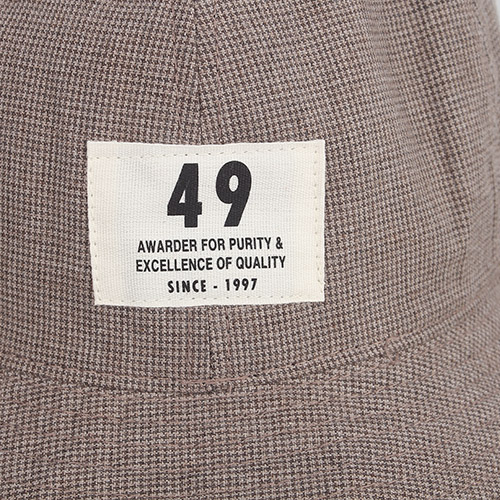 49
AWARDER FOR PURITY &
EXCELLENCE OF QUALITY
SINCE - 1997